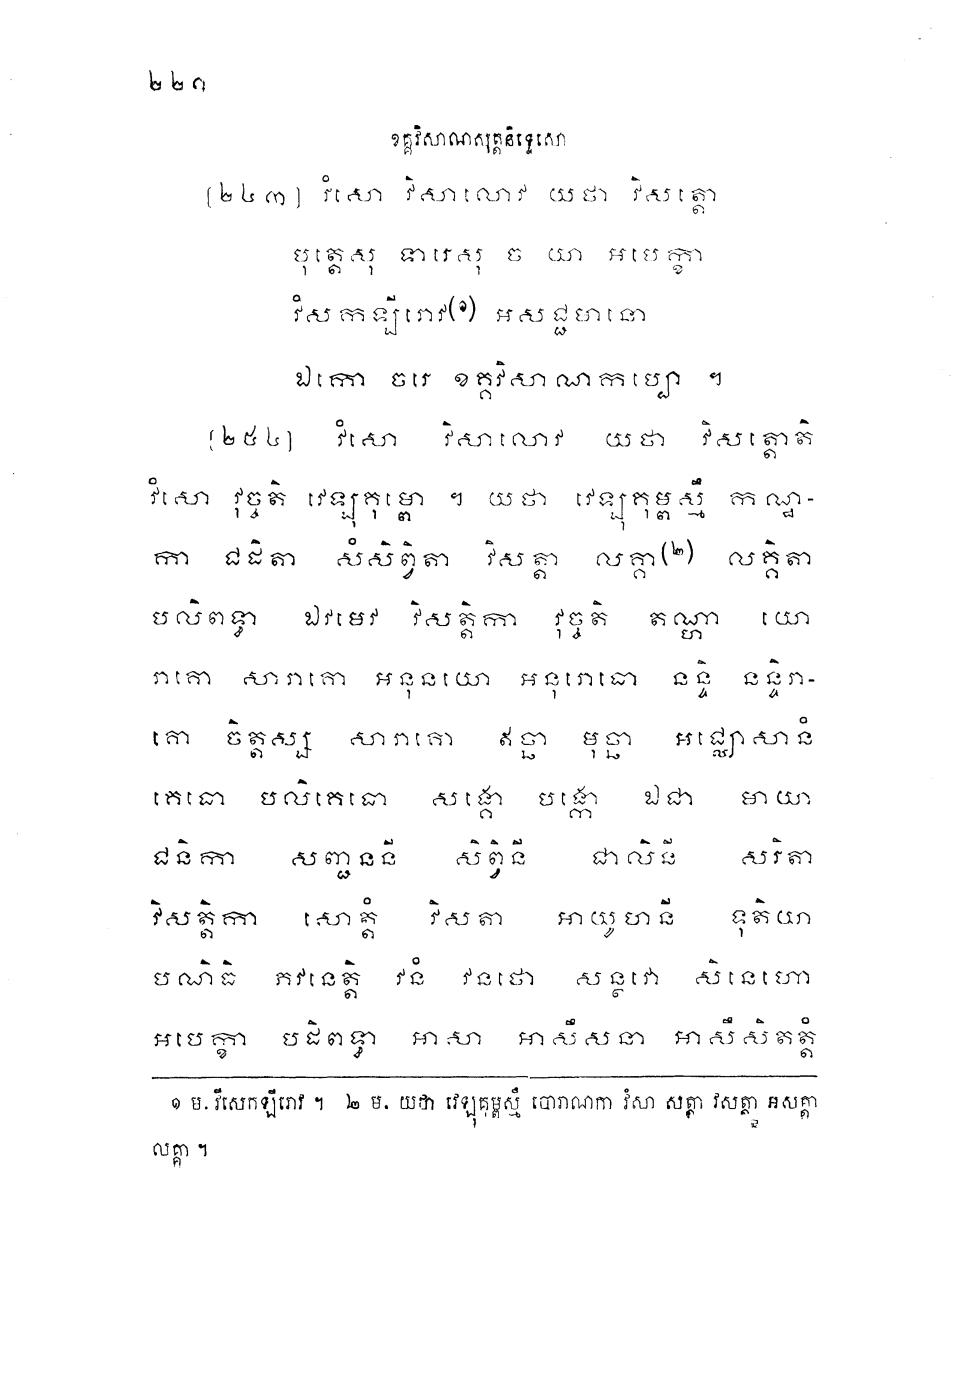 ២២៣
ខគ្គវិសាណសុត្តនិទ្ទេសោ
(២៤៣) វំសោ វិសាលោវ យថា វិសត្តោ
បុត្តេសុ ទារេសុ ច យា អបេក្ខា
វំសកឡីរោវ(១) អសជ្ជមានោ
ឯកោ ចរេ ខគ្គវិសាណកប្បោ ។
(២៥៤) វំសោ វិសាលោវ យថា វិសត្តោតិ
វំសោ វុច្ចតិ វេឡុគុម្ពោ ។ យថា វេឡុគុម្ពស្មឹ កណ្ឋ-
កា ជដិតា សំសិព្វិតា វិសត្តា លគ្គា(២) លគ្គិតា
បលិពទ្ធា ឯវមេវ វិសត្តិកា វុច្ចតិ តណ្ហា យោ
រាគោ សារាគោ អនុនយោ អនុរោធោ នន្ទិ នន្ទិរា-
គោ ចិត្តស្ស សារាគោ ឥច្ឆា មុច្ឆា អជ្ឈោសានំ
គេធោ បលិគេធោ សង្គោ បង្កោ ឯជា មាយា
ជនិកា សញ្ជននី សិព្វិនី ជាលិនី សរិតា
វិសត្តិកា សោត្តំ វិសតា អាយូហនី ទុតិយា
បណិធិ ភវនេត្តិ វនំ វនថោ សន្ថវោ សិនេហោ
អបេក្ខា បដិពទ្ធា អាសា អាសឹសនា អាសឹសិតត្តំ
១ ម. វំសេកឡីរោវ ។ ២ ម. យថា វេឡុគុម្ពស្មឹ បោរាណកា វំសា សត្តា វសត្តា អសត្តា
លគ្គា ។